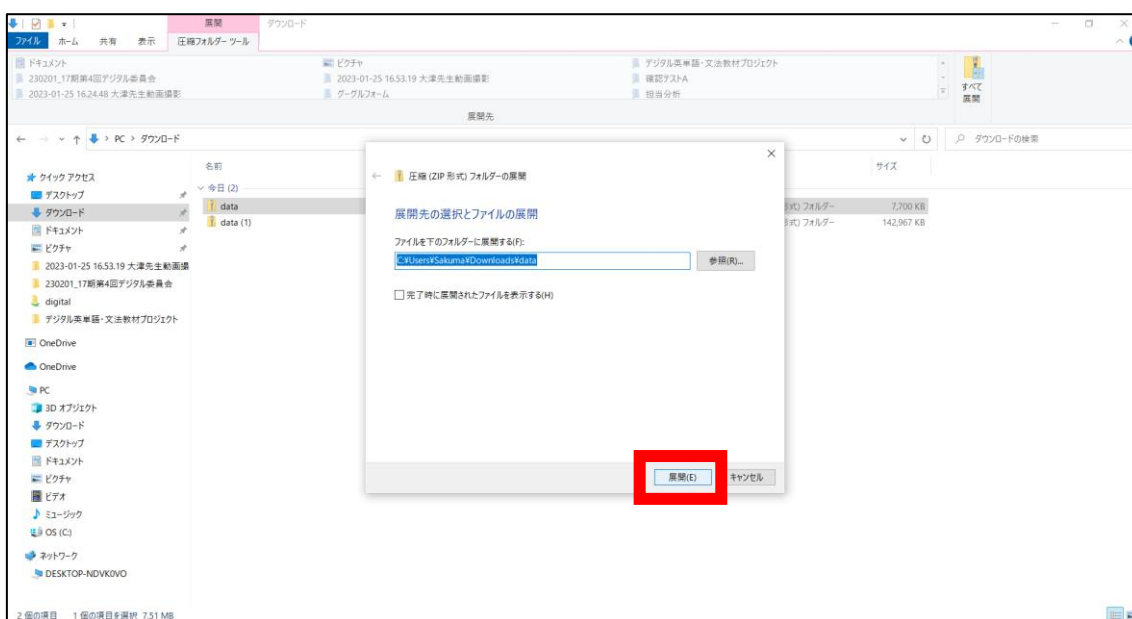 展開
ダウンロード
ファイル ホーム 共有 表示 圧縮フォルダー ツール
ドキュメント
ピクチャ
デジタル英単語・文法教材プロジェクト
230201_17期第4回デジタル委員会
2023-01-25 16.53.19 大津先生動画撮影
確認テストA
2023-01-25 16.24.48 大津先生動画撮影
グーグルフォーム
担当分析
すべて
展開
展開先
PC > ダウンロード
ダウンロードの検索
名前
サイズ
今日 (2)
data
形式) フォルダー 7,700 KB
data (1)
形式) フォルダー 142,967 KB
クイック アクセス
デスクトップ
ダウンロード
ドキュメント
ピクチャ
2023-01-25 16.53.19 大津先生動画撮
230201_17期第4回デジタル委員会
digital
デジタル英単語・文法教材プロジェクト
OneDrive
OneDrive
PC
3D オブジェクト
ダウンロード
デスクトップ
ドキュメント
ピクチャ
ビデオ
ミュージック
OS (C:)
ネットワーク
DESKTOP-NDVK0VO
圧縮 (ZIP 形式) フォルダーの展開
展開先の選択とファイルの展開
ファイルを下のフォルダーに展開する(F):
C:¥Users¥Sakuma¥Downloads¥data
参照(R)...
完了時に展開されたファイルを表示する(H)
展開(E) キャンセル
2 個の項目 1 個の項目を選択 7.51 MB